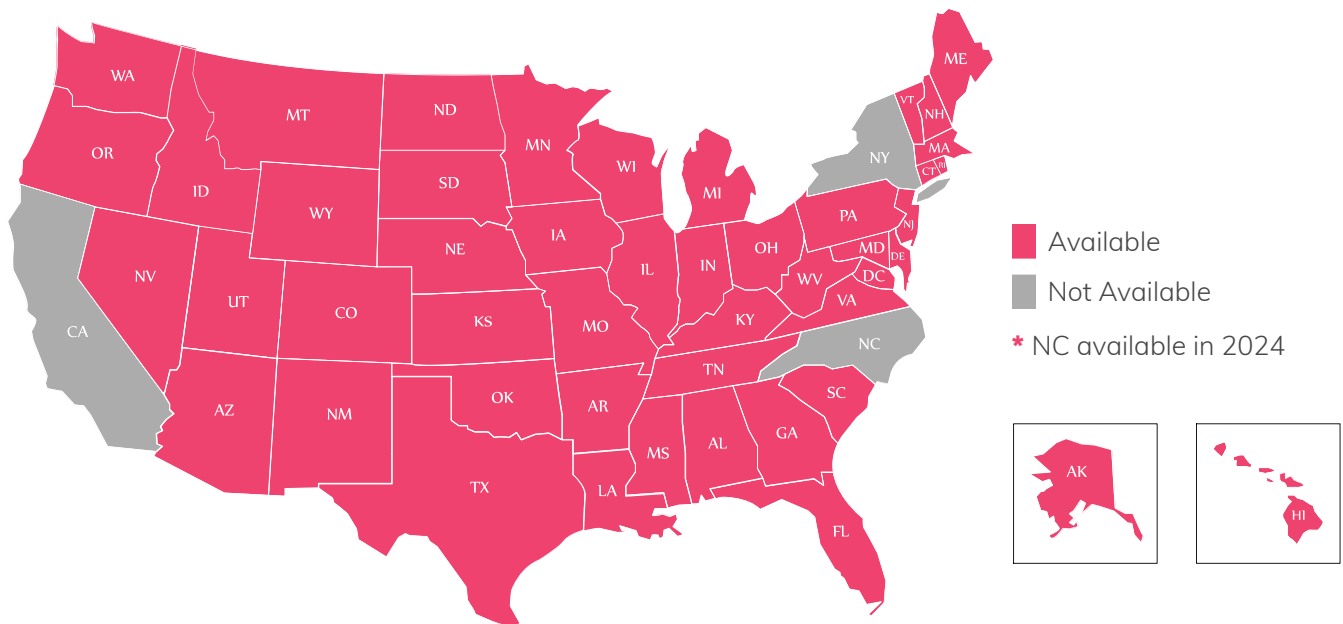 ME
WA
VT
ND
MT
NH
MN
MA
OR
NY
WI
CT
RI
SD
ID
MI
WY
PA
NJ
IA
Available
NE
OH
MD
DE
IL
IN
NV
DC
WV
Not Available
UT
VA
CO
KY
KS
MO
CA
NC
* NC available in 2024
TN
SC
OK
AR
AZ
NM
GA
AL
MS
AK
TX
LA
HI
FL